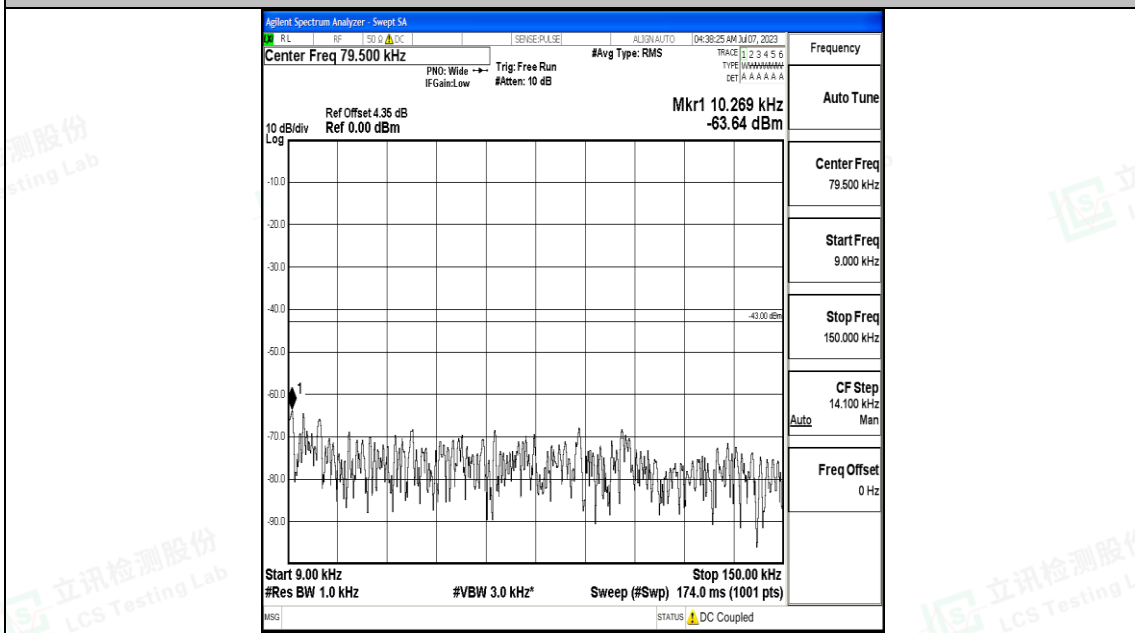 Agilent Spectrum Analyzer - Swept SA
RL RF 50 Ω DC SENSE:PULSE ALIGN AUTO 04:38:25 AM Jul 07, 2023
Center Freq 79.500 kHz
#Avg Type: RMS
TRACE 1 2 3 4 5 6
TYPE
DET A A A A A A
PNO: Wide
IFGain:Low
Trig: Free Run
#Atten: 10 dB
Mkr1 10.269 kHz
-63.64 dBm
Ref Offset 4.35 dB
10 dB/div Ref 0.00 dBm
Log
-10.0
-20.0
-30.0
-40.0
-43.00 dBm
-50.0
-60.0
1
-70.0
-80.0
-90.0
Start 9.00 kHz
Stop 150.00 kHz
#Res BW 1.0 kHz
#VBW 3.0 kHz*
Sweep (#Swp) 174.0 ms (1001 pts)
MSG
STATUS DC Coupled
Frequency
Auto Tune
Center Freq
79.500 kHz
Start Freq
9.000 kHz
Stop Freq
150.000 kHz
CF Step
14.100 kHz
Auto Man
Freq Offset
0 Hz
测股份
sting Lab
立
立讯检测股份
LCS Testing Lab
立讯检测股份
LCS Testing L